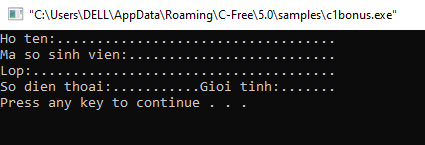 "C:\Users\DELL\AppData\Roaming\C-Free\5.0\samples\c1bonus.exe"
Ho ten:...................................
Ma so sinh vien:..........................
Lop:......................................
So dien thoai:...........Gioi tinh:.......
Press any key to continue . . .